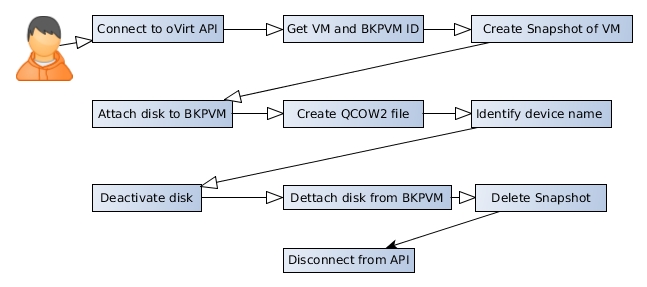 Connect to oVirt API
Get VM and BKPVM ID
Create Snapshot of VM
Attach disk to BKPVM
Create QCOW2 file
Identify device name
Deactivate disk
Dettach disk from BKPVM
Delete Snapshot
Disconnect from API